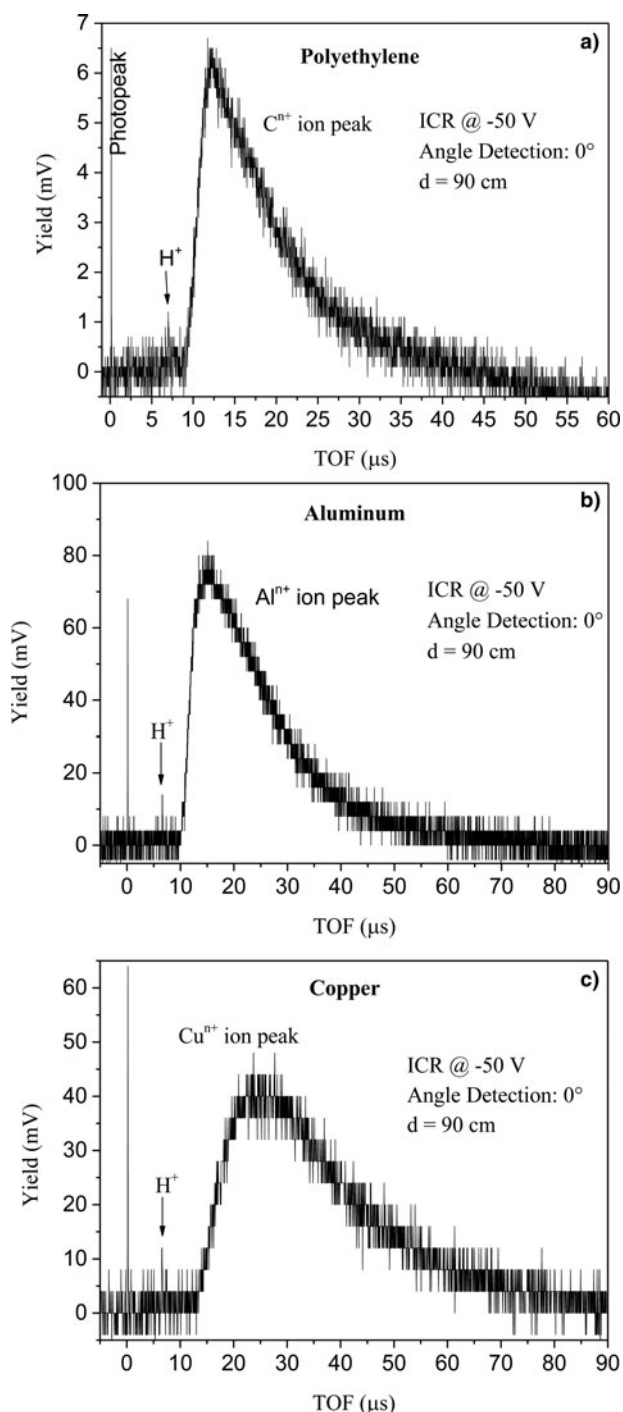 a)
Polyethylene
Photopeak
Cⁿ⁺ ion peak
ICR @ -50 V
Angle Detection: 0°
d = 90 cm
H⁺
Yield (mV)
7
6
5
4
3
2
1
0
0 5 10 15 20 25 30 35 40 45 50 55 60
TOF (µs)
b)
Aluminum
Alⁿ⁺ ion peak
ICR @ -50 V
Angle Detection: 0°
d = 90 cm
H⁺
Yield (mV)
100
80
60
40
20
0
0 10 20 30 40 50 60 70 80 90
TOF (µs)
c)
Copper
Cuⁿ⁺ ion peak
ICR @ -50 V
Angle Detection: 0°
d = 90 cm
H⁺
Yield (mV)
60
50
40
30
20
10
0
0 10 20 30 40 50 60 70 80 90
TOF (µs)